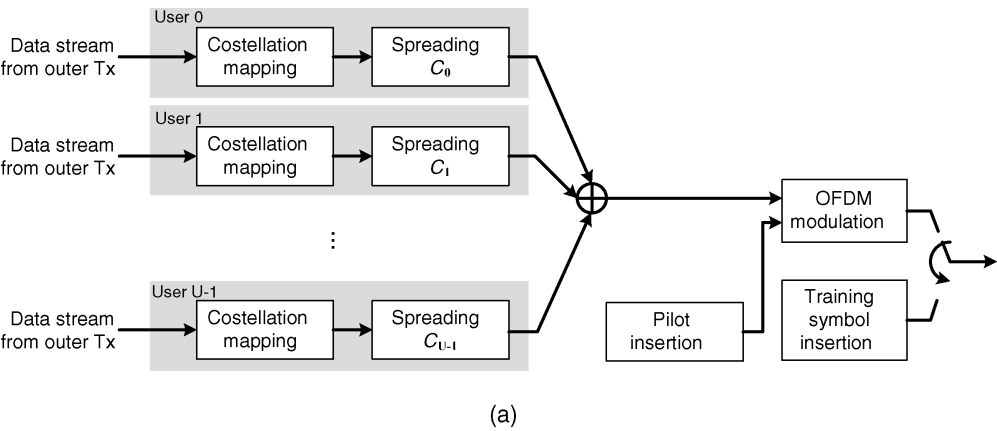 User 0
Data stream
from outer Tx
Costellation
mapping
Spreading
C0
User 1
Data stream
from outer Tx
Costellation
mapping
Spreading
C1
OFDM
modulation
...
User U-1
Data stream
from outer Tx
Costellation
mapping
Spreading
CU-1
Pilot
insertion
Training
symbol
insertion
(a)